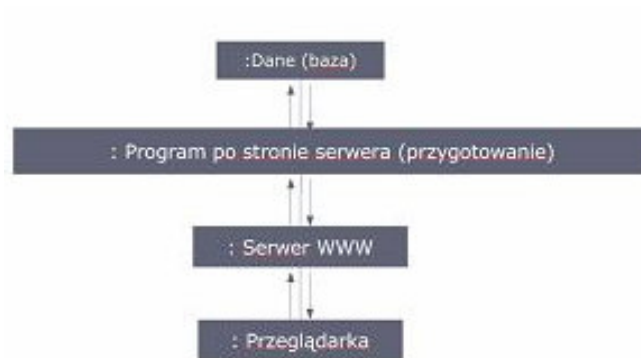 :Dane (baza)
: Program po stronie serwera (przygotowanie)
: Serwer WWW
: Przeglądarka